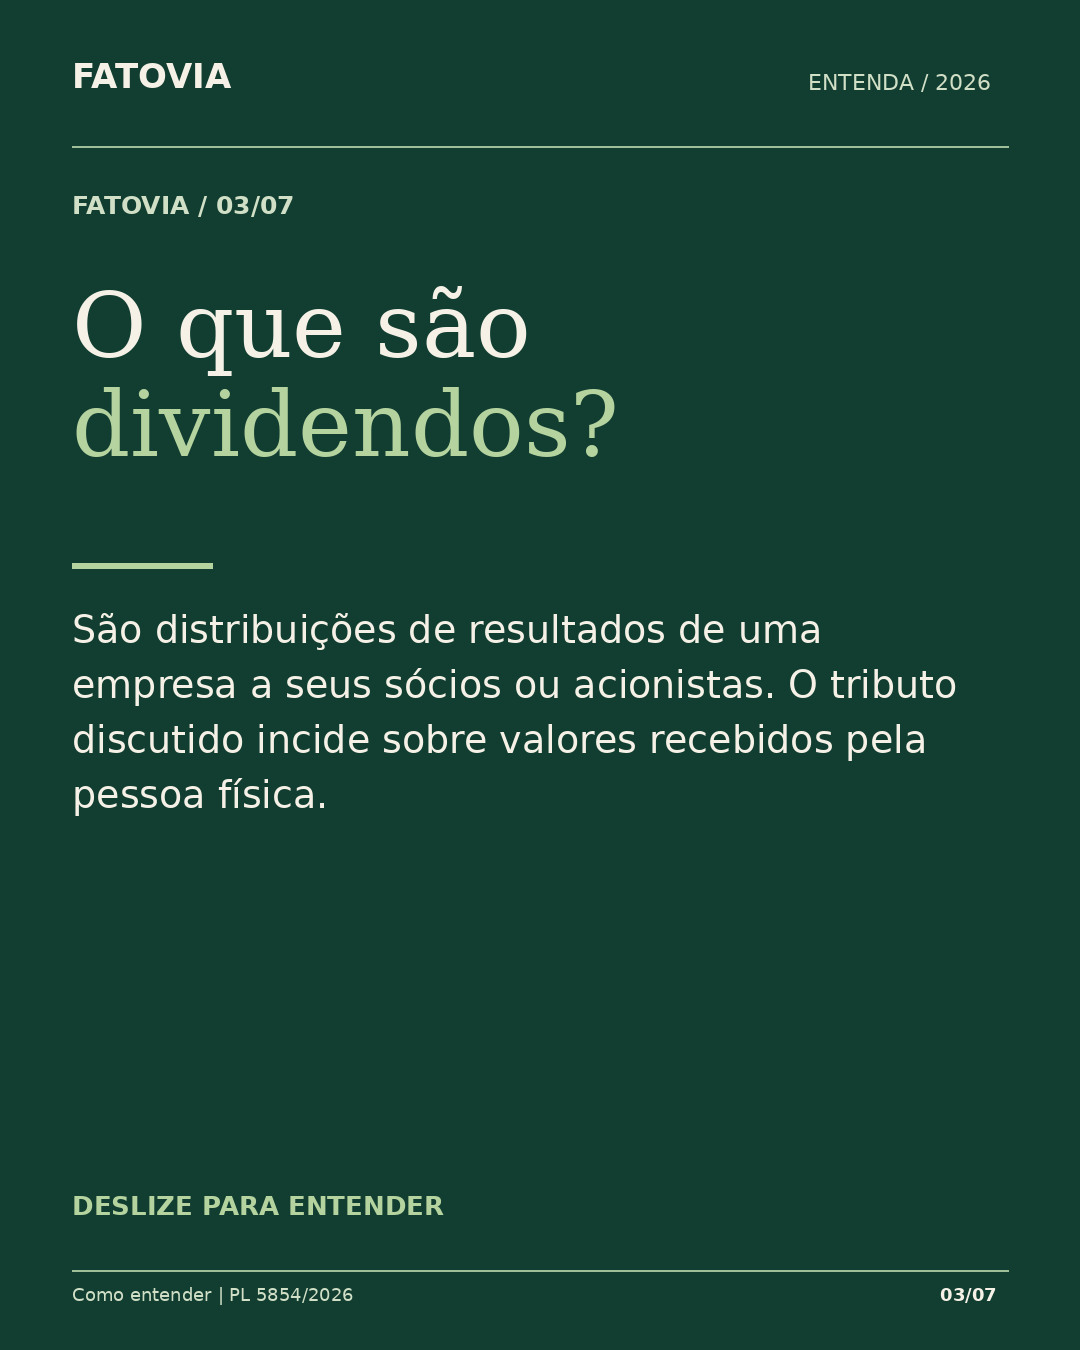 FATOVIA
ENTENDA / 2026
FATOVIA / 03/07
O que são
dividendos?
São distribuições de resultados de uma
empresa a seus sócios ou acionistas. O tributo
discutido incide sobre valores recebidos pela
pessoa física.
DESLIZE PARA ENTENDER
Como entender | PL 5854/2026
03/07